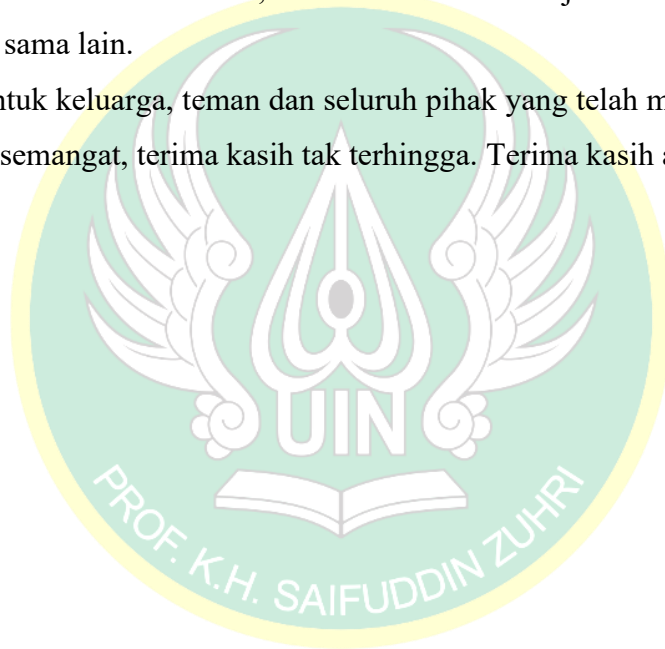 sama lain.
ntuk keluarga, teman dan seluruh pihak yang telah m
semangat, terima kasih tak terhingga. Terima kasih a
UIN
PROF. K.H. SAIFUDDIN ZUHRI